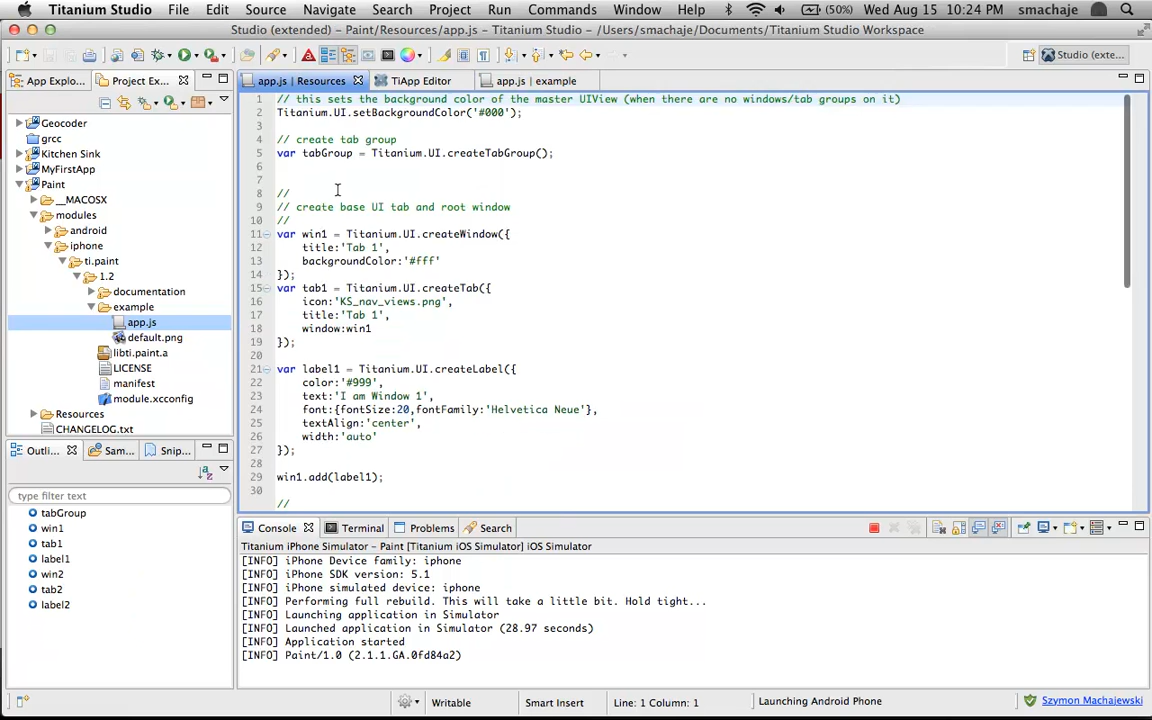 Titanium Studio File Edit Source Navigate Search Project Run Commands Window Help (50%) Wed Aug 15 10:24 PM smachaje
Studio (extended) – Paint/Resources/app.js – Titanium Studio – /Users/smachaje/Documents/Titanium Studio Workspace
Studio (exte...
App Explo... Project Ex...
app.js | Resources TiApp Editor app.js | example
Geocoder
grcc
Kitchen Sink
MyFirstApp
Paint
__MACOSX
modules
android
iphone
ti.paint
1.2
documentation
example
app.js
default.png
libti.paint.a
LICENSE
manifest
module.xcconfig
Resources
CHANGELOG.txt
1 // this sets the background color of the master UIView (when there are no windows/tab groups on it)
2 Titanium.UI.setBackgroundColor('#000');
3
4 // create tab group
5 var tabGroup = Titanium.UI.createTabGroup();
6
7
8 //
9 // create base UI tab and root window
10 //
11 var win1 = Titanium.UI.createWindow({
12 title:'Tab 1',
13 backgroundColor:'#fff'
14 });
15 var tab1 = Titanium.UI.createTab({
16 icon:'KS_nav_views.png',
17 title:'Tab 1',
18 window:win1
19 });
20
21 var label1 = Titanium.UI.createLabel({
22 color:'#999',
23 text:'I am Window 1',
24 font:{fontSize:20,fontFamily:'Helvetica Neue'},
25 textAlign:'center',
26 width:'auto'
27 });
28
29 win1.add(label1);
30
//
Outli... Sam... Snip...
type filter text
tabGroup
win1
tab1
label1
win2
tab2
label2
Console Terminal Problems Search
Titanium iPhone Simulator - Paint [Titanium iOS Simulator] iOS Simulator
[INFO] iPhone Device family: iphone
[INFO] iPhone SDK version: 5.1
[INFO] iPhone simulated device: iphone
[INFO] Performing full rebuild. This will take a little bit. Hold tight...
[INFO] Launching application in Simulator
[INFO] Launched application in Simulator (28.97 seconds)
[INFO] Application started
[INFO] Paint/1.0 (2.1.1.GA.0fd84a2)
Writable Smart Insert Line: 1 Column: 1 Launching Android Phone Szymon Machajewski